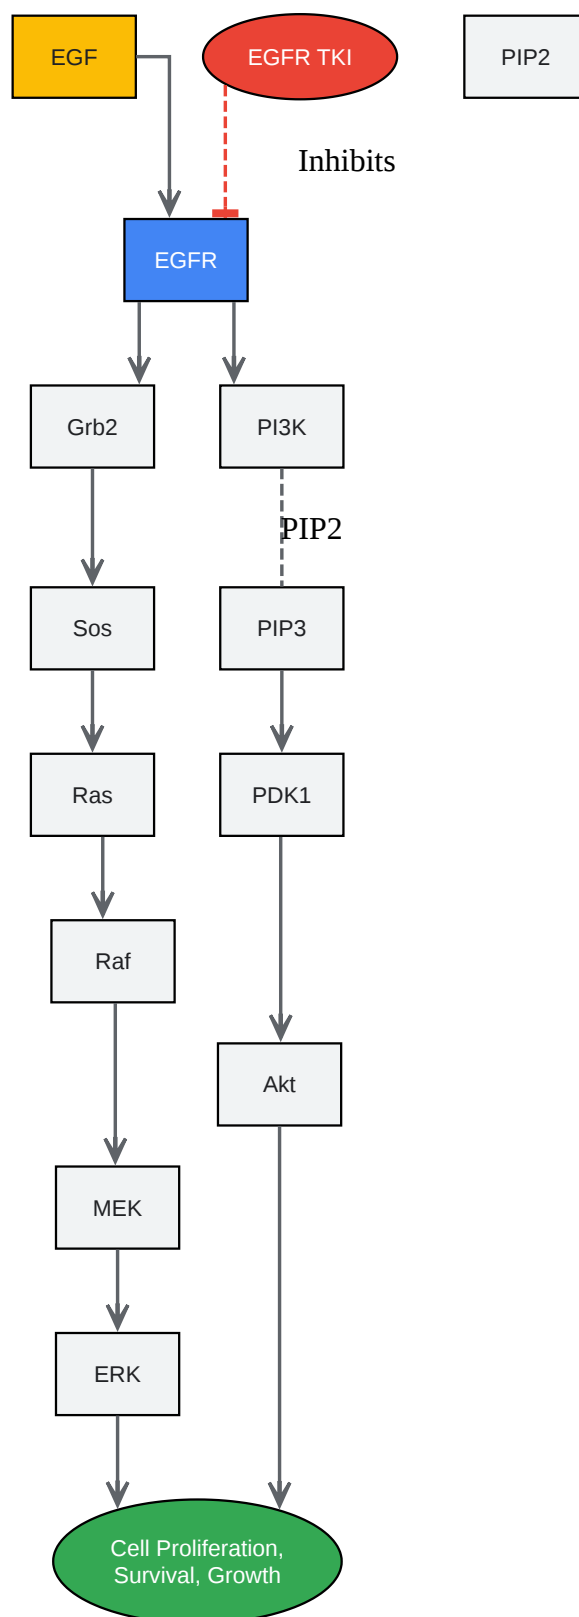 EGF
EGFR TKI
PIP2
Inhibits
EGFR
Grb2
PI3K
PIP2
Sos
PIP3
Ras
PDK1
Raf
Akt
MEK
ERK
Cell Proliferation,
Survival, Growth